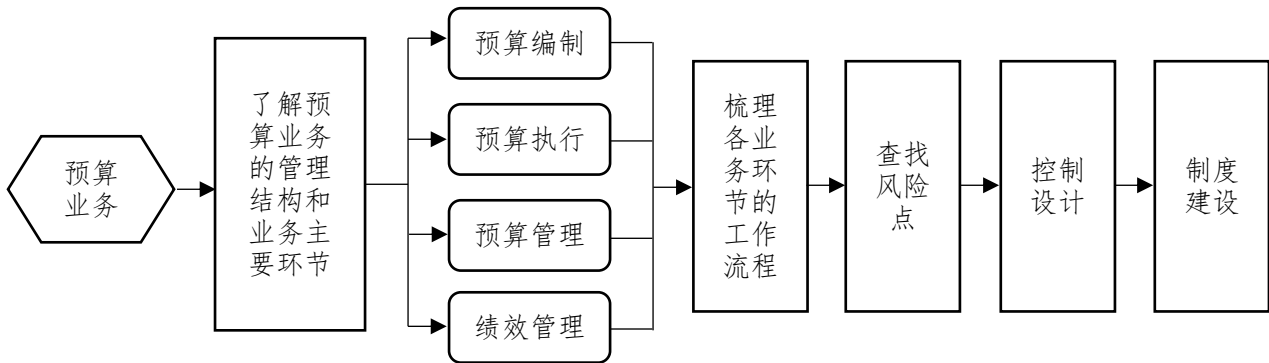 预算
业务
了解预
算业务
的管理
结构和
业务主
要环节
预算编制
预算执行
预算管理
绩效管理
梳理
各业
务环
节的
工作
流程
查找
风险
点
控制
设计
制度
建设